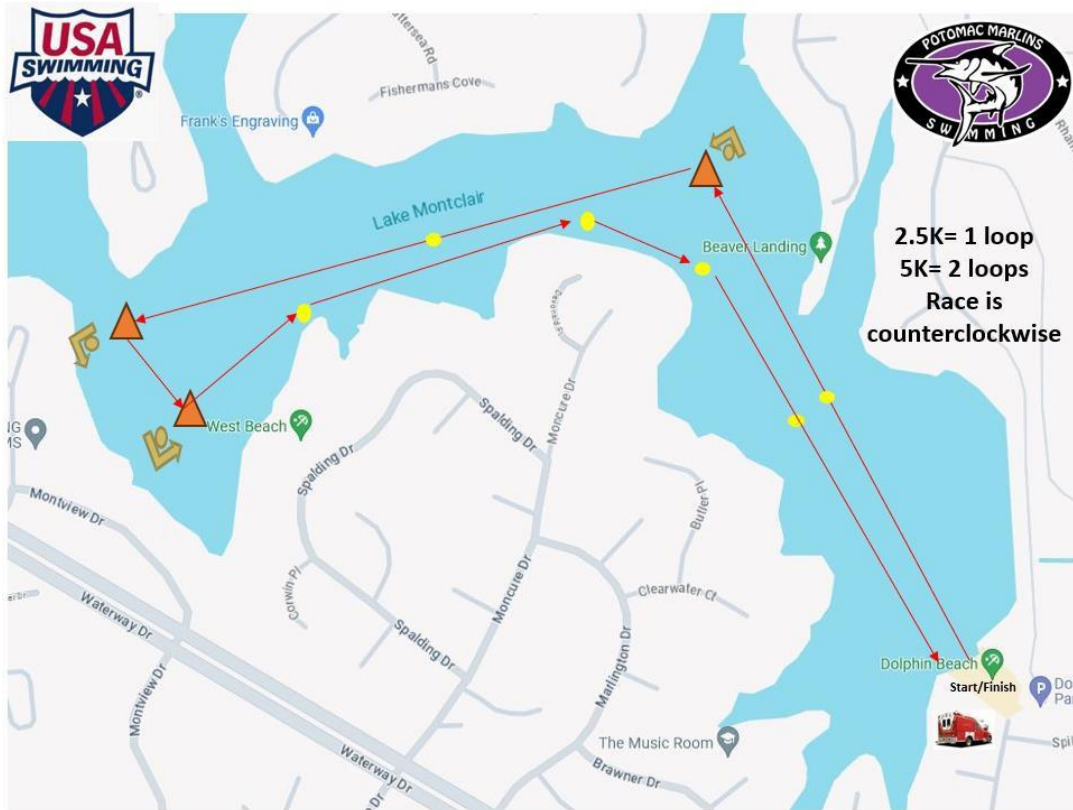 USA
SWIMMING
POTOMAC MARLINS
SWIMMING
Fishermans Cove
Frank's Engraving
Lake Montclair
Beaver Landing
2.5K= 1 loop
5K= 2 loops
Race is
counterclockwise
Moncure Dr
Spalding Dr
West Beach
Spalding Dr
Montview Dr
Butler Pl
Moncure Dr
Corwin Pl
Clearwater Ct
Waterway Dr
Spalding Dr
Marlington Dr
Montview Dr
Dolphin Beach
Start/Finish
P
The Music Room
Waterway Dr
Brawner Dr